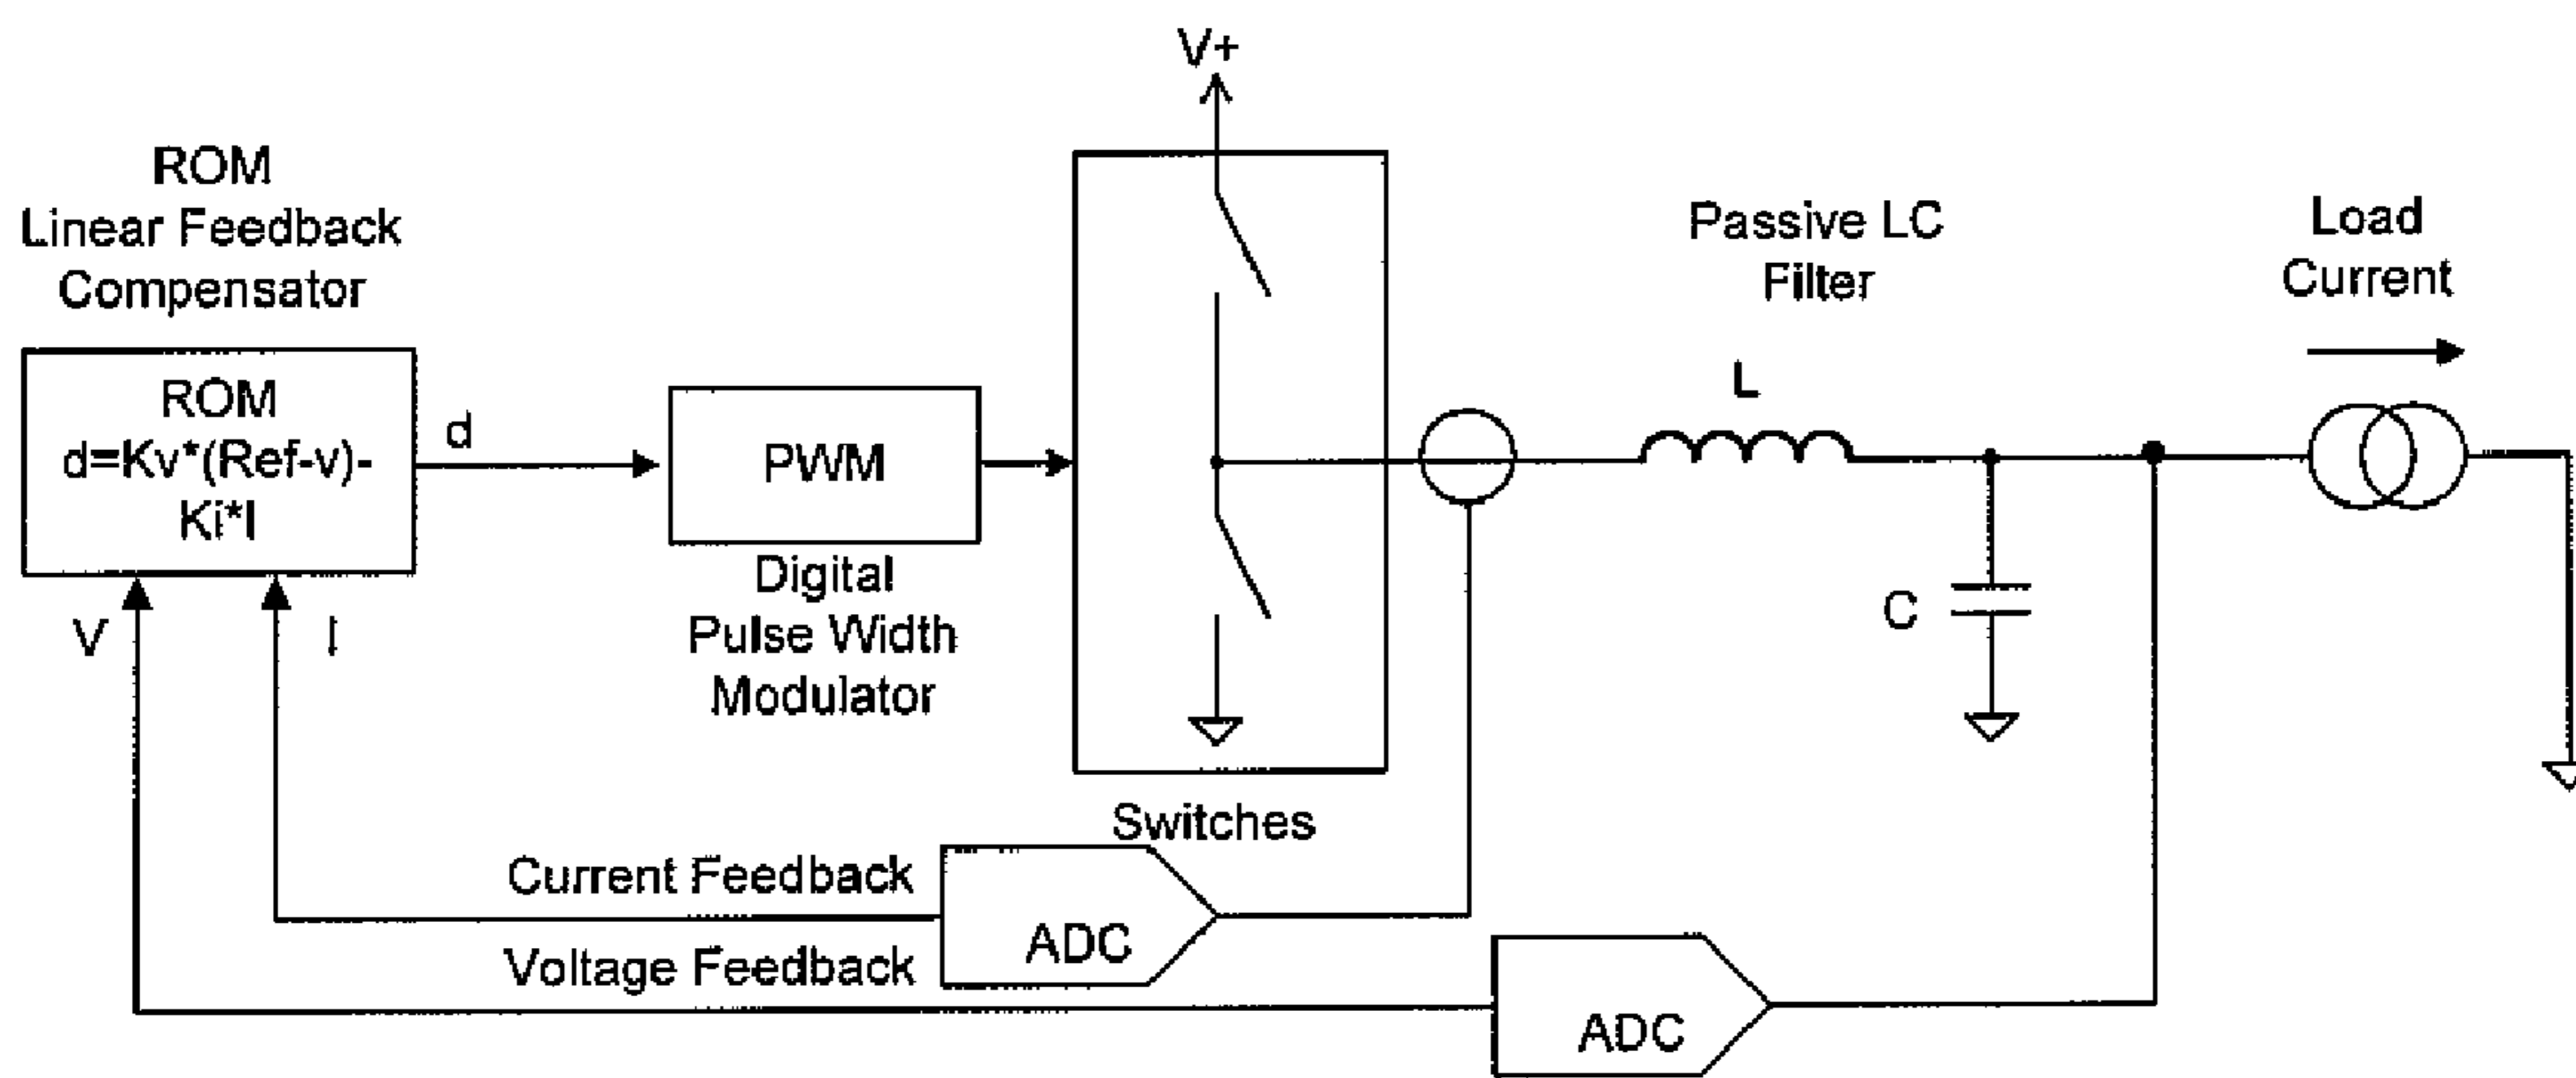 V+
ROM
Linear Feedback
Compensator
ROM
d=Kv*(Ref-v)-
Ki*I
d
PWM
Digital
Pulse Width
Modulator
V
I
Switches
Passive LC
Filter
L
C
Load
Current
Current Feedback
ADC
Voltage Feedback
ADC